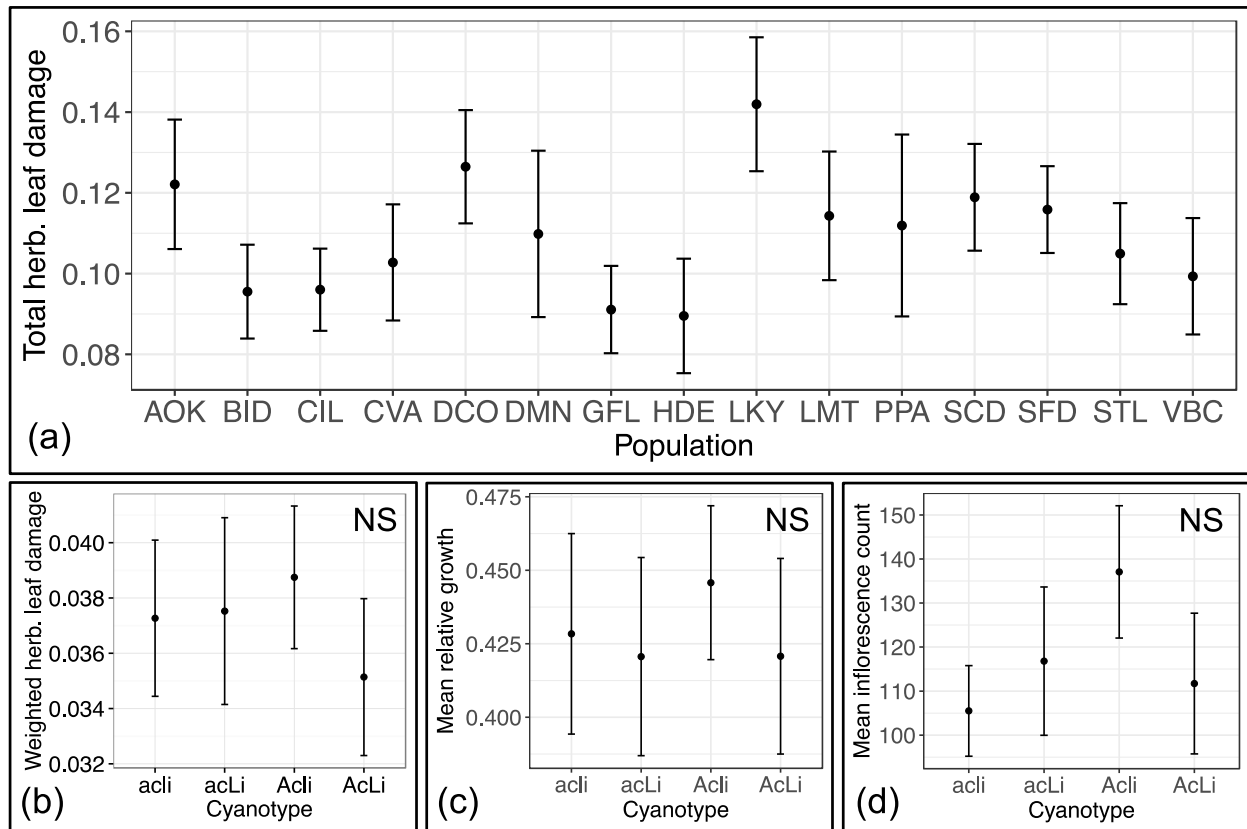 Total herb. leaf damage
0.16
0.14
0.12
0.10
0.08
AOK BID CIL CVA DCO DMN GFL HDE LKY LMT PPA SCD SFD STL VBC
Population
(a)
Weighted herb. leaf damage
0.040
0.038
0.036
0.034
0.032
NS
acli acLi Acli AcLi
Cyanotype
(b)
Mean relative growth
0.475
0.450
0.425
0.400
NS
acli acLi Acli AcLi
Cyanotype
(c)
Mean inflorescence count
150
140
130
120
110
100
NS
acli acLi Acli AcLi
Cyanotype
(d)